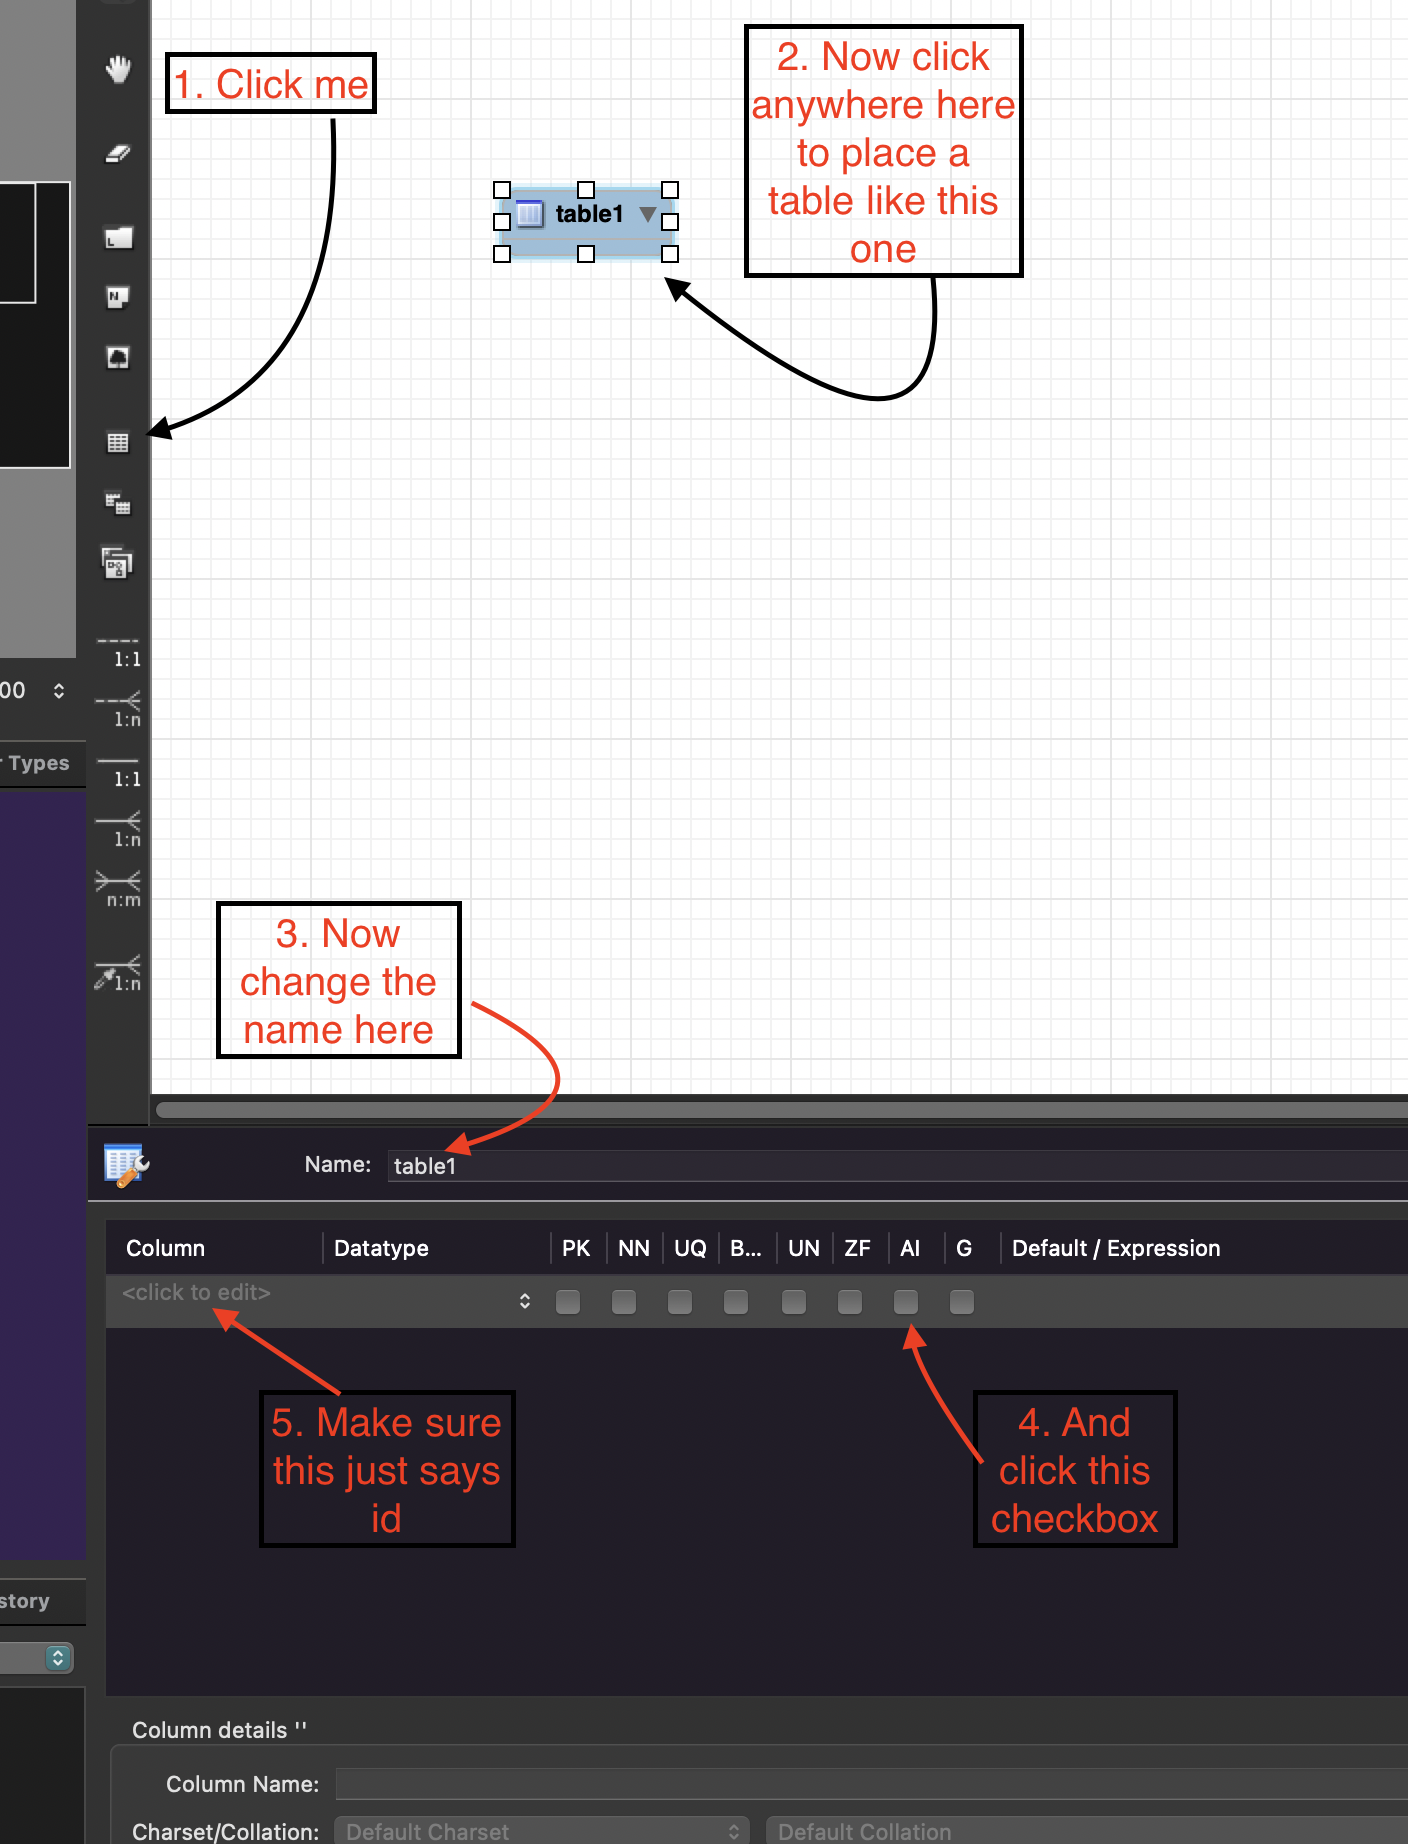 1. Click me
2. Now click
anywhere here
to place a
table like this
one
table1
L
N
1:1
1:n
00
Types
1:1
1:n
n:m
1:n
3. Now
change the
name here
Name: table1
Column Datatype PK NN UQ B... UN ZF AI G Default / Expression
<click to edit>
5. Make sure
this just says
id
4. And
click this
checkbox
story
Column details ''
Column Name:
Charset/Collation: Default Charset Default Collation